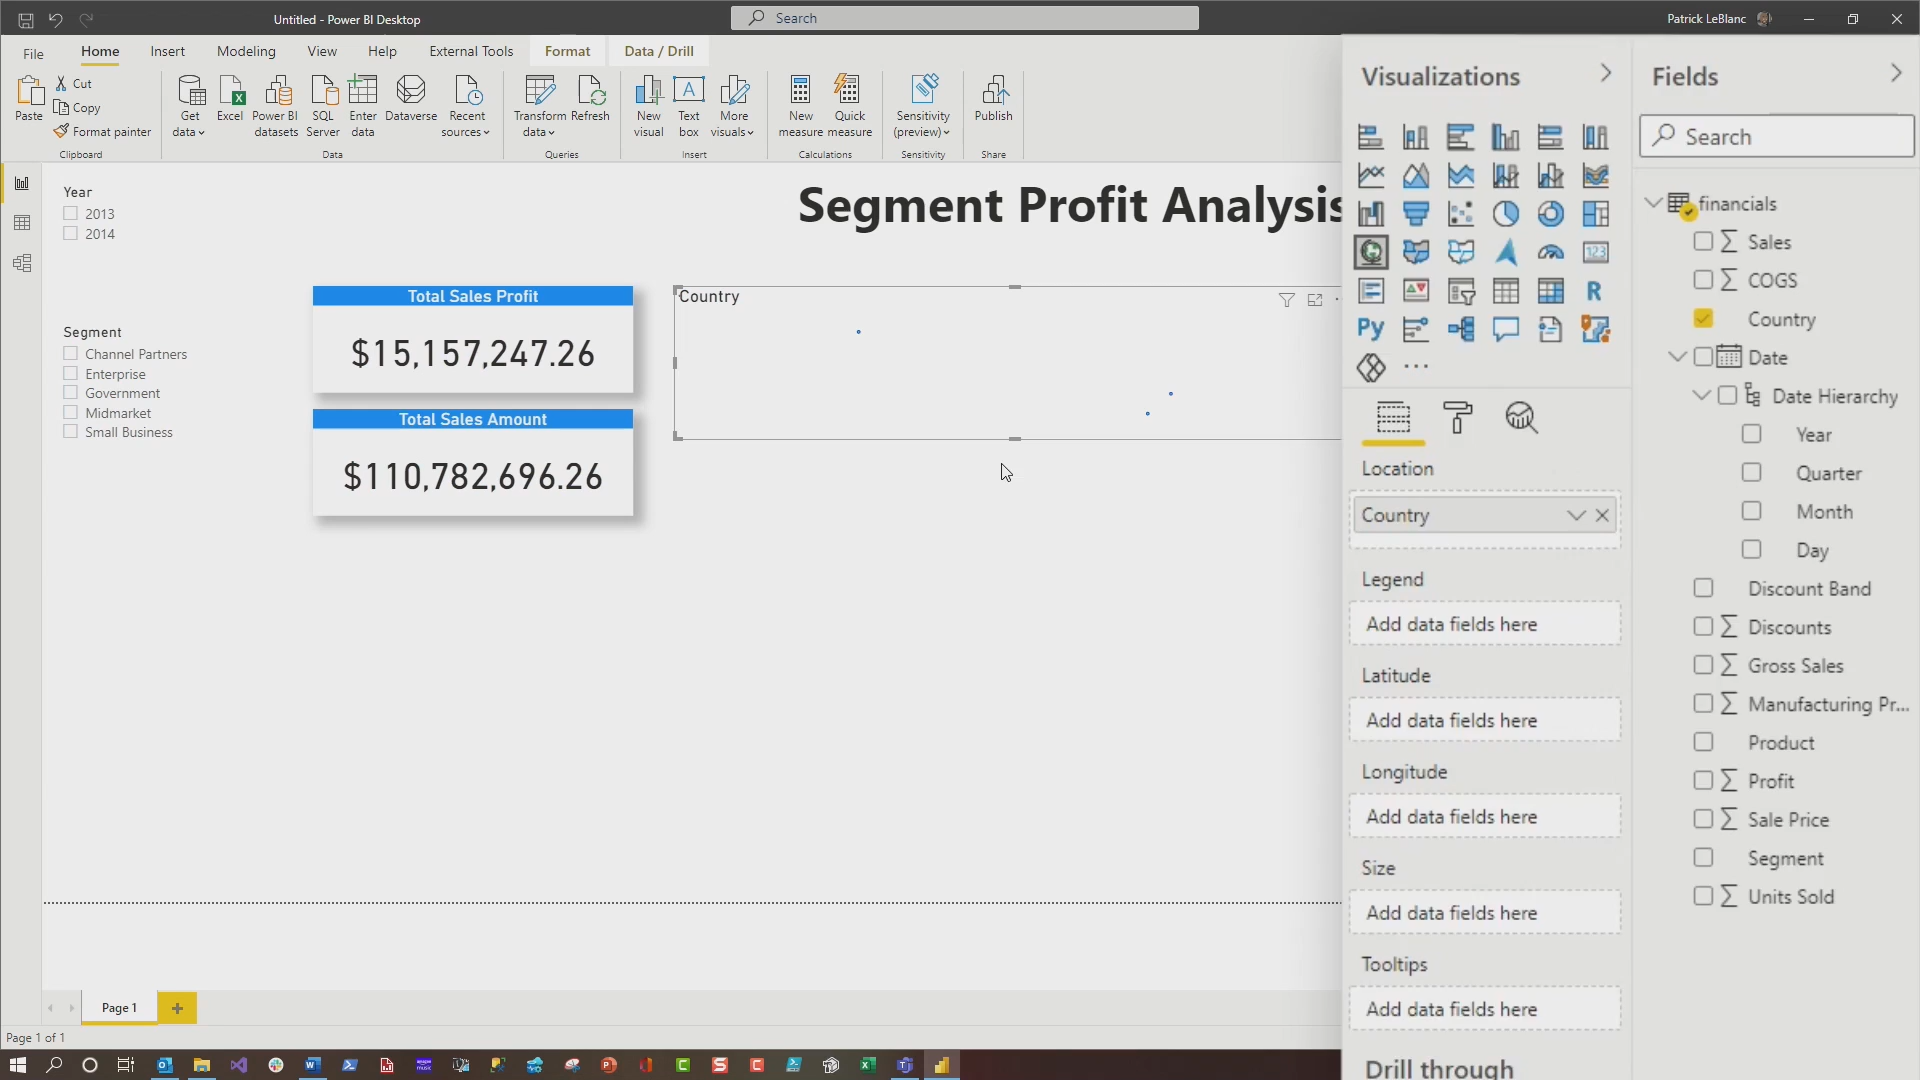 Untitled - Power BI Desktop
Search
Patrick LeBlanc
File
Home
Insert
Modeling
View
Help
External Tools
Format
Data / Drill
Paste
Cut
Copy
Format painter
Clipboard
Get data
Excel
Power BI datasets
SQL Server
Enter data
Dataverse
Recent sources
Data
Transform data
Refresh
Queries
New visual
Text box
More visuals
Insert
New measure
Quick measure
Calculations
Sensitivity (preview)
Sensitivity
Publish
Share
Year
2013
2014
Segment
Channel Partners
Enterprise
Government
Midmarket
Small Business
Segment Profit Analysis
Total Sales Profit
$15,157,247.26
Total Sales Amount
$110,782,696.26
Country
Page 1
Page 1 of 1
Visualizations
123
R
Py
Location
Country
Legend
Add data fields here
Latitude
Add data fields here
Longitude
Add data fields here
Size
Add data fields here
Tooltips
Add data fields here
Drill through
Fields
Search
financials
Sales
COGS
Country
Date
Date Hierarchy
Year
Quarter
Month
Day
Discount Band
Discounts
Gross Sales
Manufacturing Pr...
Product
Profit
Sale Price
Segment
Units Sold